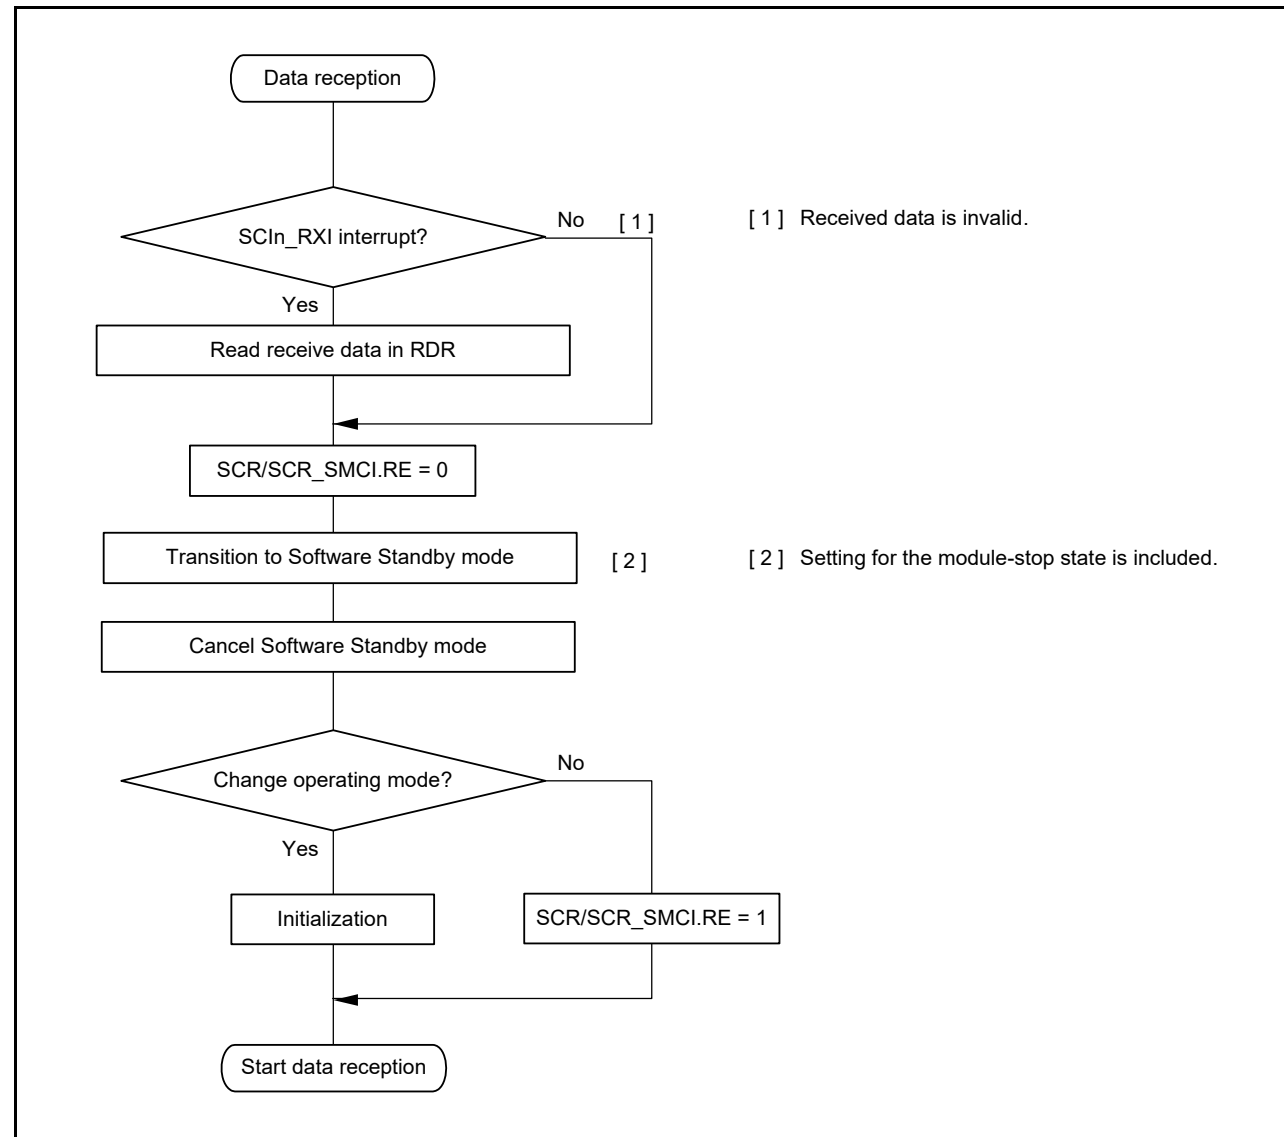 Data reception
SCIn_RXI interrupt?
No [ 1 ]
[ 1 ] Received data is invalid.
Yes
Read receive data in RDR
SCR/SCR_SMCI.RE = 0
Transition to Software Standby mode
[ 2 ]
[ 2 ] Setting for the module-stop state is included.
Cancel Software Standby mode
Change operating mode?
No
Yes
Initialization
SCR/SCR_SMCI.RE = 1
Start data reception